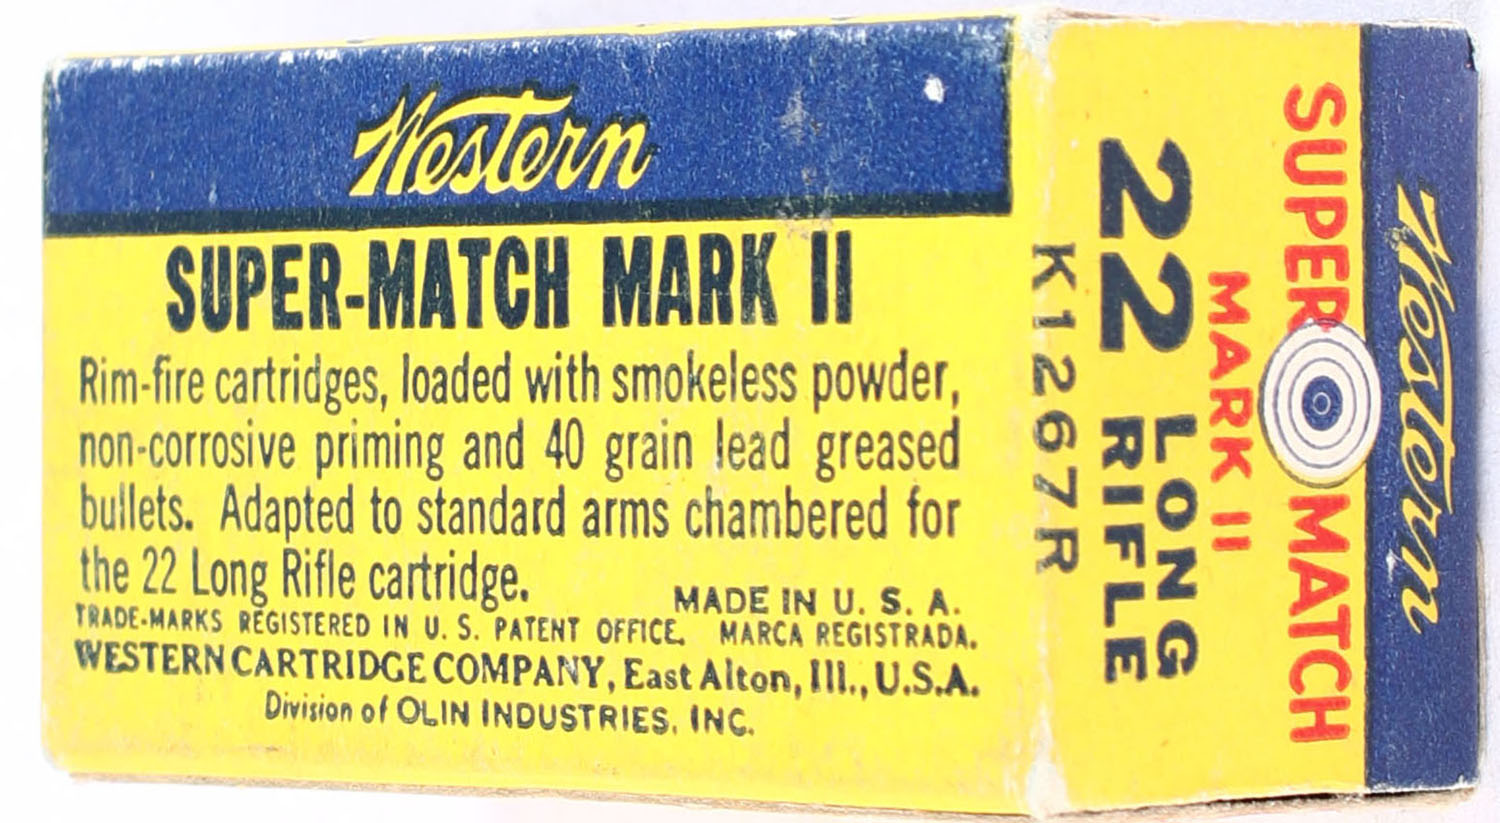 Western
SUPER-MATCH MARK II
Rim-fire cartridges, loaded with smokeless powder,
non-corrosive priming and 40 grain lead greased
bullets. Adapted to standard arms chambered for
the 22 Long Rifle cartridge.
MADE IN U. S. A.
TRADE-MARKS REGISTERED IN U. S. PATENT OFFICE. MARCA REGISTRADA.
WESTERN CARTRIDGE COMPANY, East Alton, Ill., U.S.A.
Division of OLIN INDUSTRIES, INC.
Western
SUPER MATCH
MARK II
22 LONG
RIFLE
K1267R